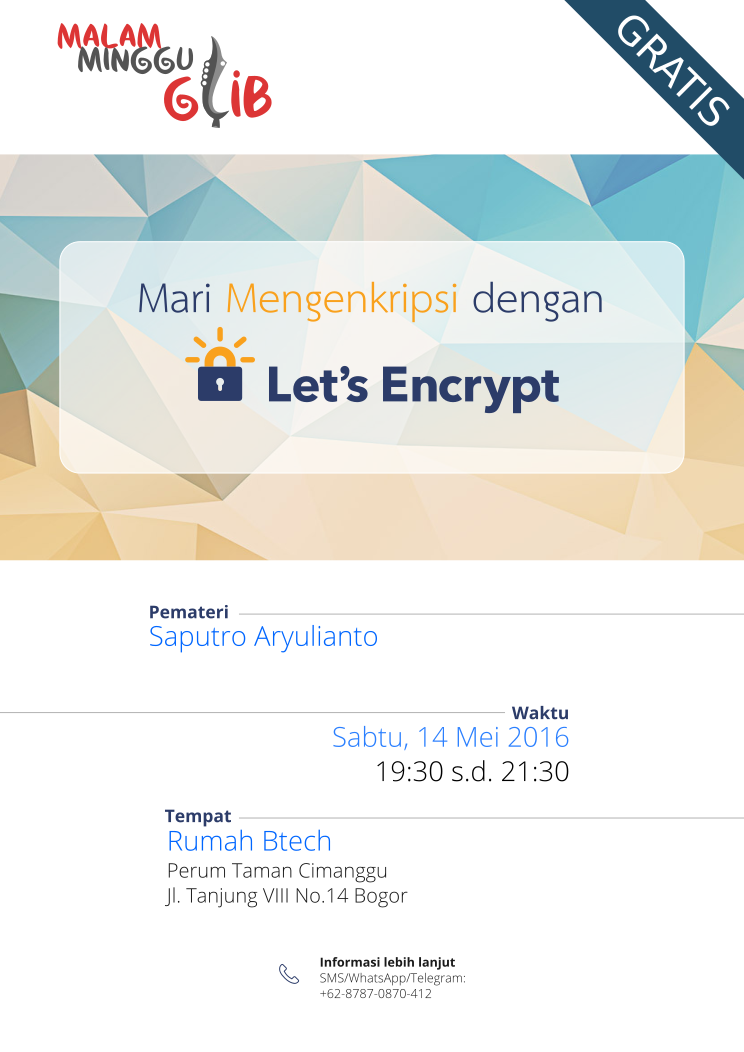 MALAM
MINGGU
GLiB
GRATIS
Mari Mengenkripsi dengan
Let's Encrypt
Pemateri
Saputro Aryulianto
Waktu
Sabtu, 14 Mei 2016
19:30 s.d. 21:30
Tempat
Rumah Btech
Perum Taman Cimanggu
Jl. Tanjung VIII No.14 Bogor
Informasi lebih lanjut
SMS/WhatsApp/Telegram:
+62-8787-0870-412